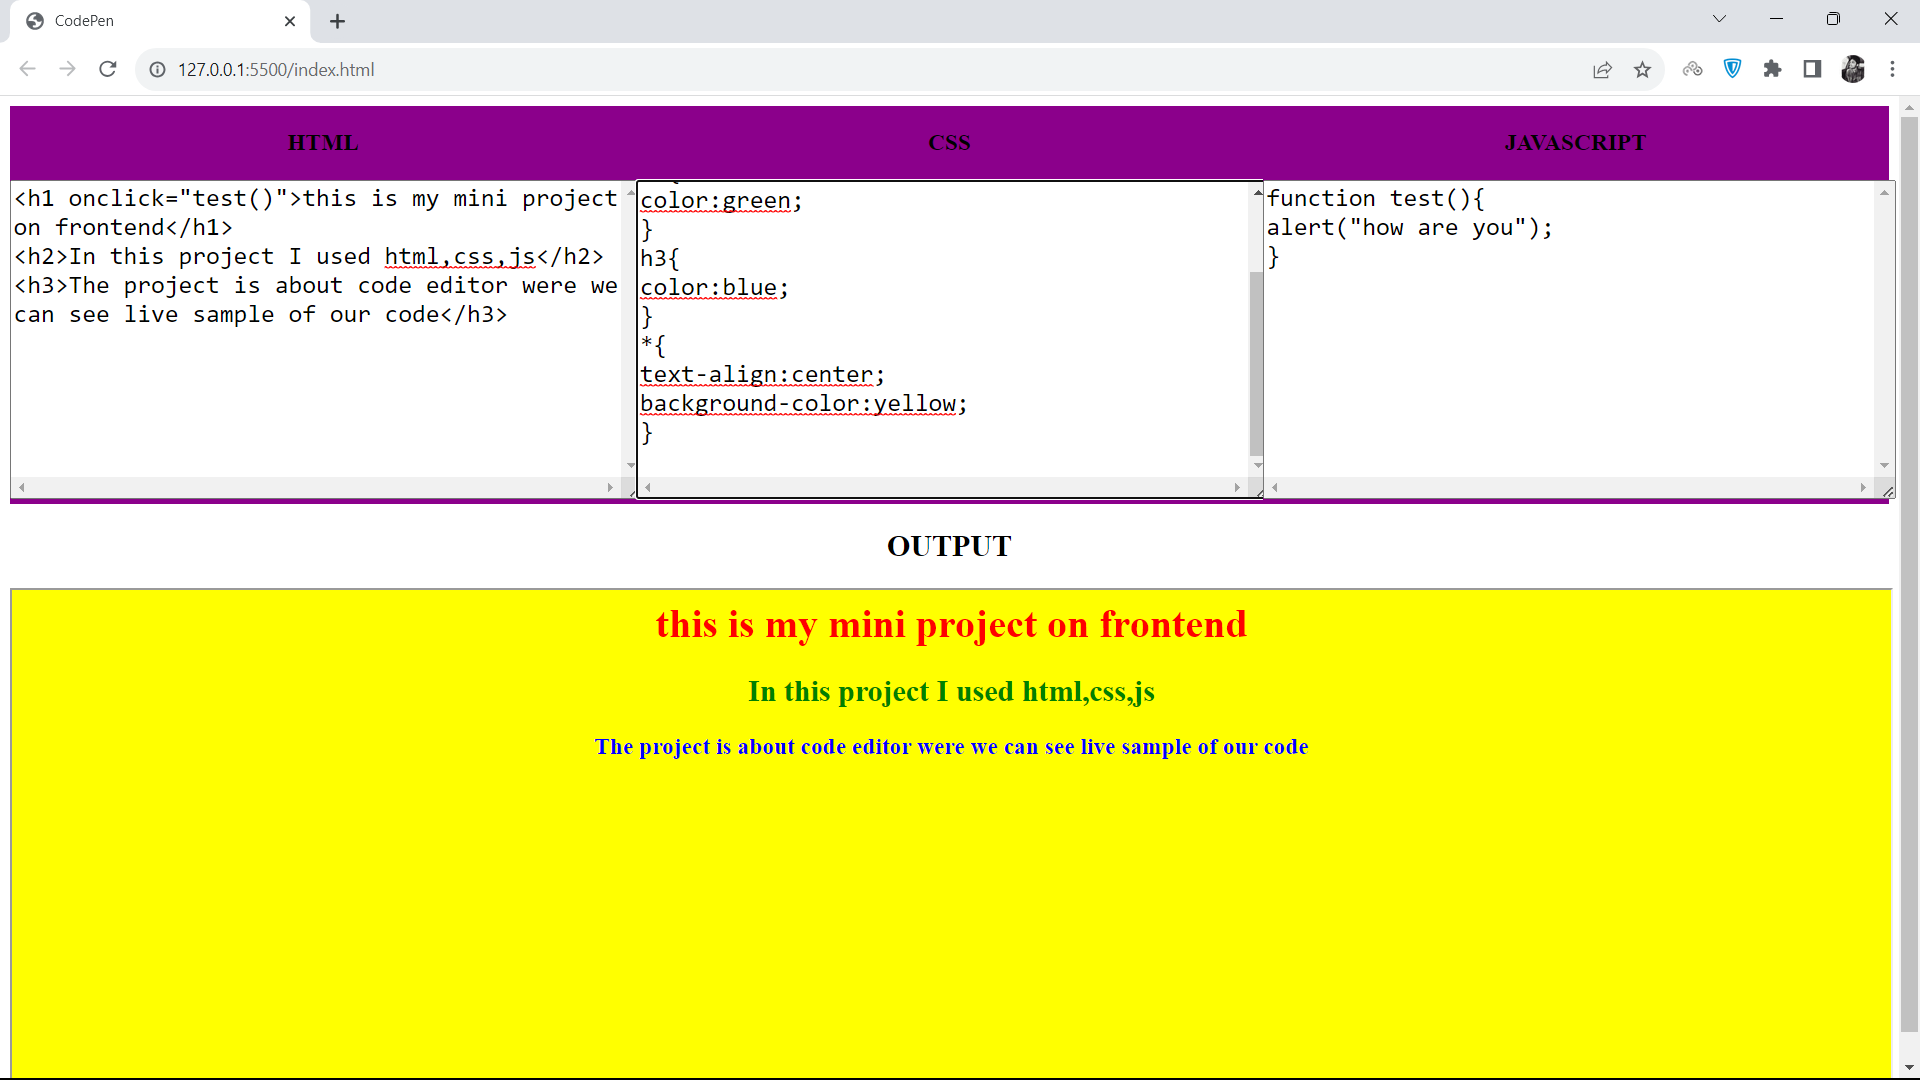 CodePen
127.0.0.1:5500/index.html
HTML
CSS
JAVASCRIPT
<h1 onclick="test()">this is my mini project
on frontend</h1>
<h2>In this project I used html,css,js</h2>
<h3>The project is about code editor were we
can see live sample of our code</h3>
color:green;
}
h3{
color:blue;
}
*{
text-align:center;
background-color:yellow;
}
function test(){
alert("how are you");
}
OUTPUT
this is my mini project on frontend
In this project I used html,css,js
The project is about code editor were we can see live sample of our code